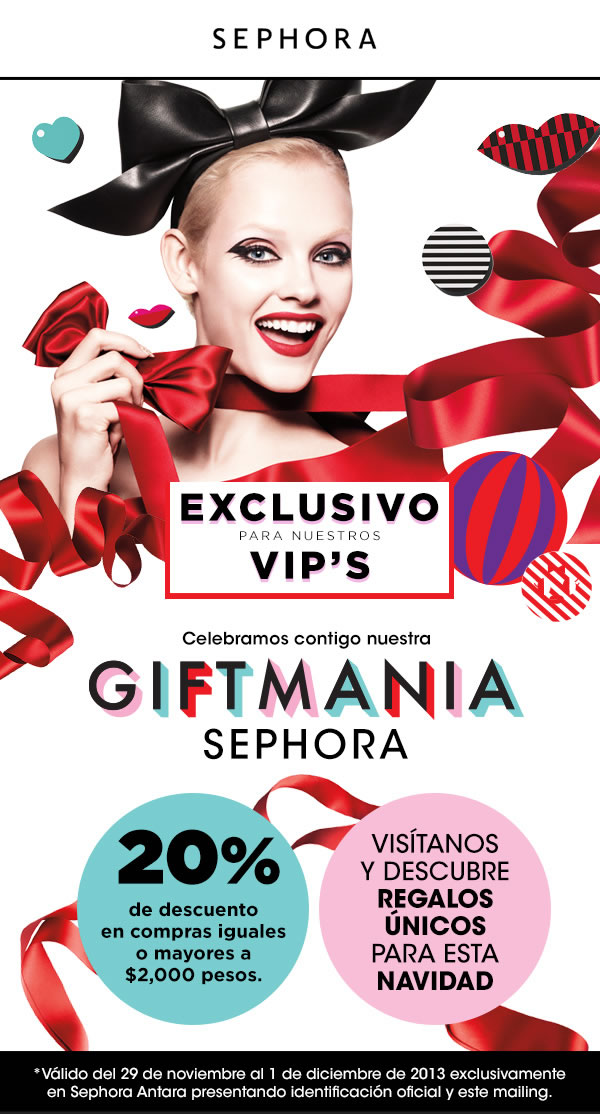 SEPHORA
EXCLUSIVO
PARA NUESTROS
VIP'S
Celebramos contigo nuestra
GIFTMANIA
SEPHORA
20%
de descuento
en compras iguales
o mayores a
$2,000 pesos.
VISÍTANOS
Y DESCUBRE
REGALOS
ÚNICOS
PARA ESTA
NAVIDAD
*Válido del 29 de noviembre al 1 de diciembre de 2013 exclusivamente
en Sephora Antara presentando identificación oficial y este mailing.